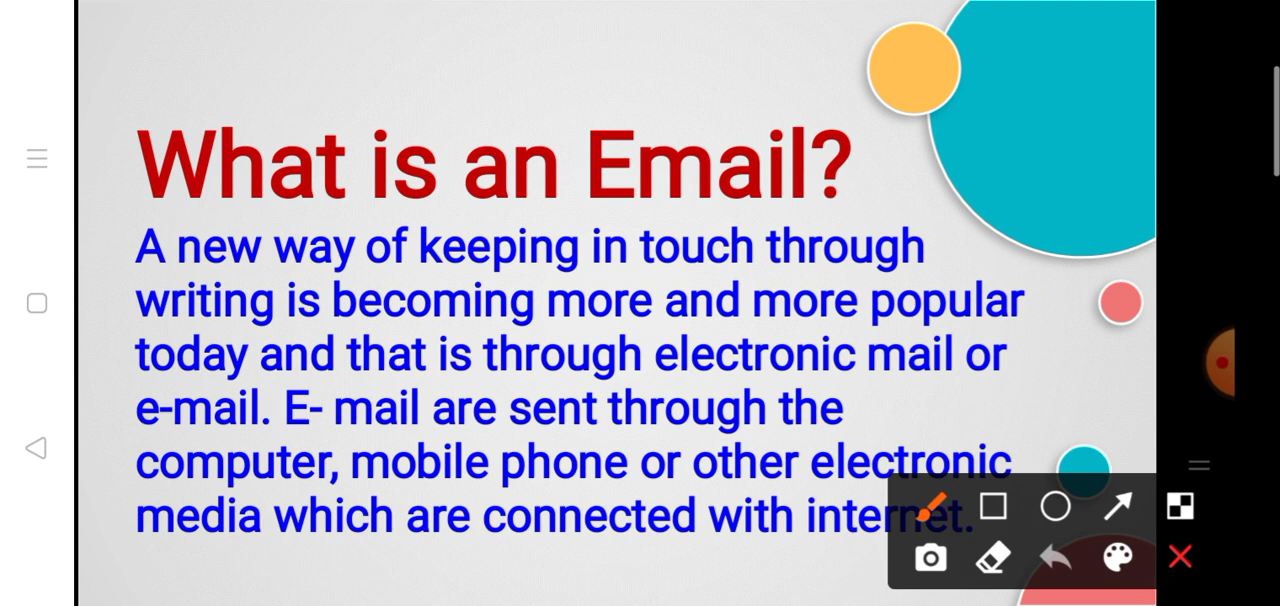 What is an Email?
A new way of keeping in touch through
writing is becoming more and more popular
today and that is through electronic mail or
e-mail. E- mail are sent through the
computer, mobile phone or other electronic
media which are connected with internet.